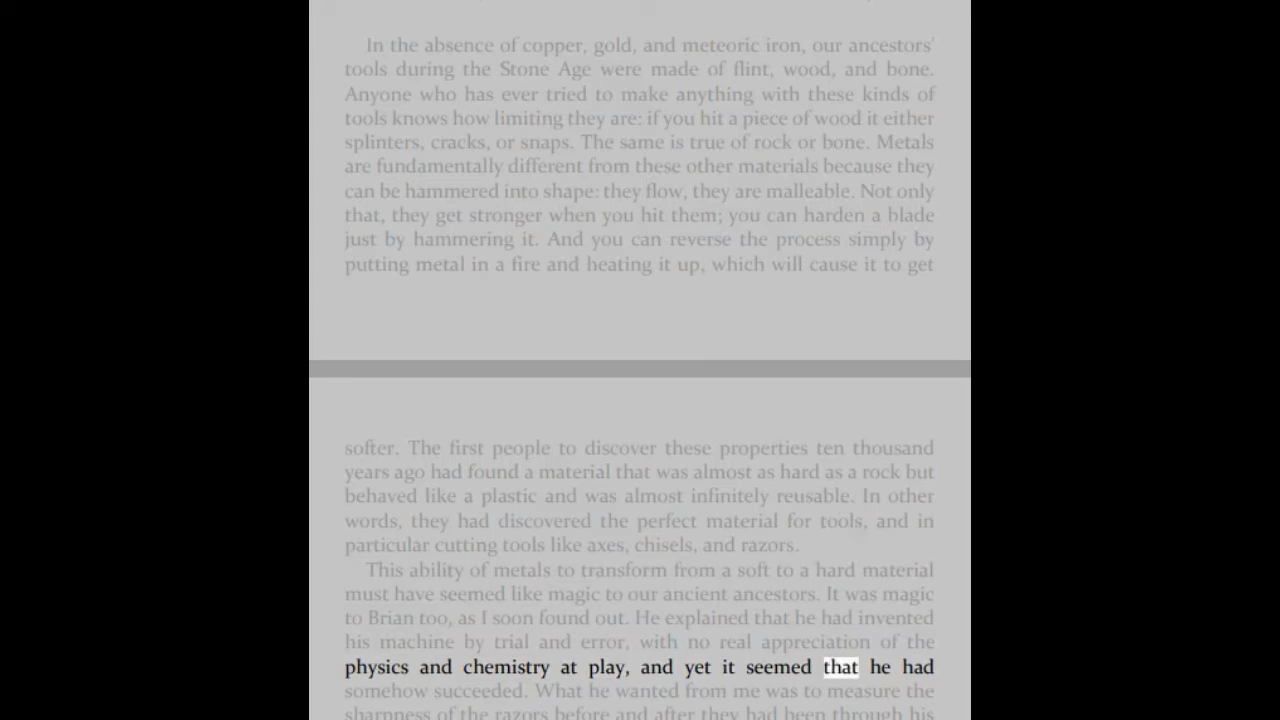 In the absence of copper, gold, and meteoric iron, our ancestors'
tools during the Stone Age were made of flint, wood, and bone.
Anyone who has ever tried to make anything with these kinds of
tools knows how limiting they are: if you hit a piece of wood it either
splinters, cracks, or snaps. The same is true of rock or bone. Metals
are fundamentally different from these other materials because they
can be hammered into shape: they flow, they are malleable. Not only
that, they get stronger when you hit them; you can harden a blade
just by hammering it. And you can reverse the process simply by
putting metal in a fire and heating it up, which will cause it to get
softer. The first people to discover these properties ten thousand
years ago had found a material that was almost as hard as a rock but
behaved like a plastic and was almost infinitely reusable. In other
words, they had discovered the perfect material for tools, and in
particular cutting tools like axes, chisels, and razors.
This ability of metals to transform from a soft to a hard material
must have seemed like magic to our ancient ancestors. It was magic
to Brian too, as I soon found out. He explained that he had invented
his machine by trial and error, with no real appreciation of the
physics and chemistry at play, and yet it seemed that he had
somehow succeeded. What he wanted from me was to measure the
sharpness of the razors before and after they had been through his